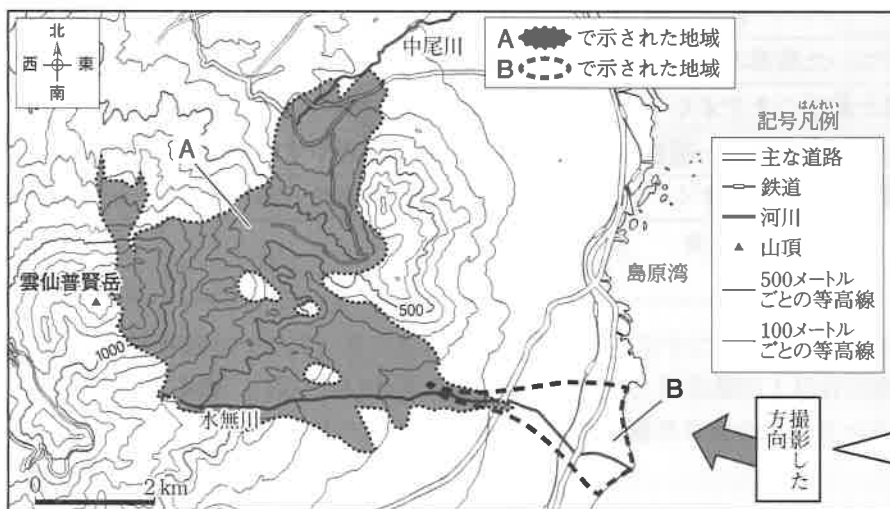 北
西 東
南
中尾川
A で示された地域
B で示された地域
はんれい
記号凡例
主な道路
鉄道
河川
山頂
500メートル
ごとの等高線
100メートル
ごとの等高線
A
雲仙普賢岳
500
1000
島原湾
水無川
B
撮影した
方向
0 2 km